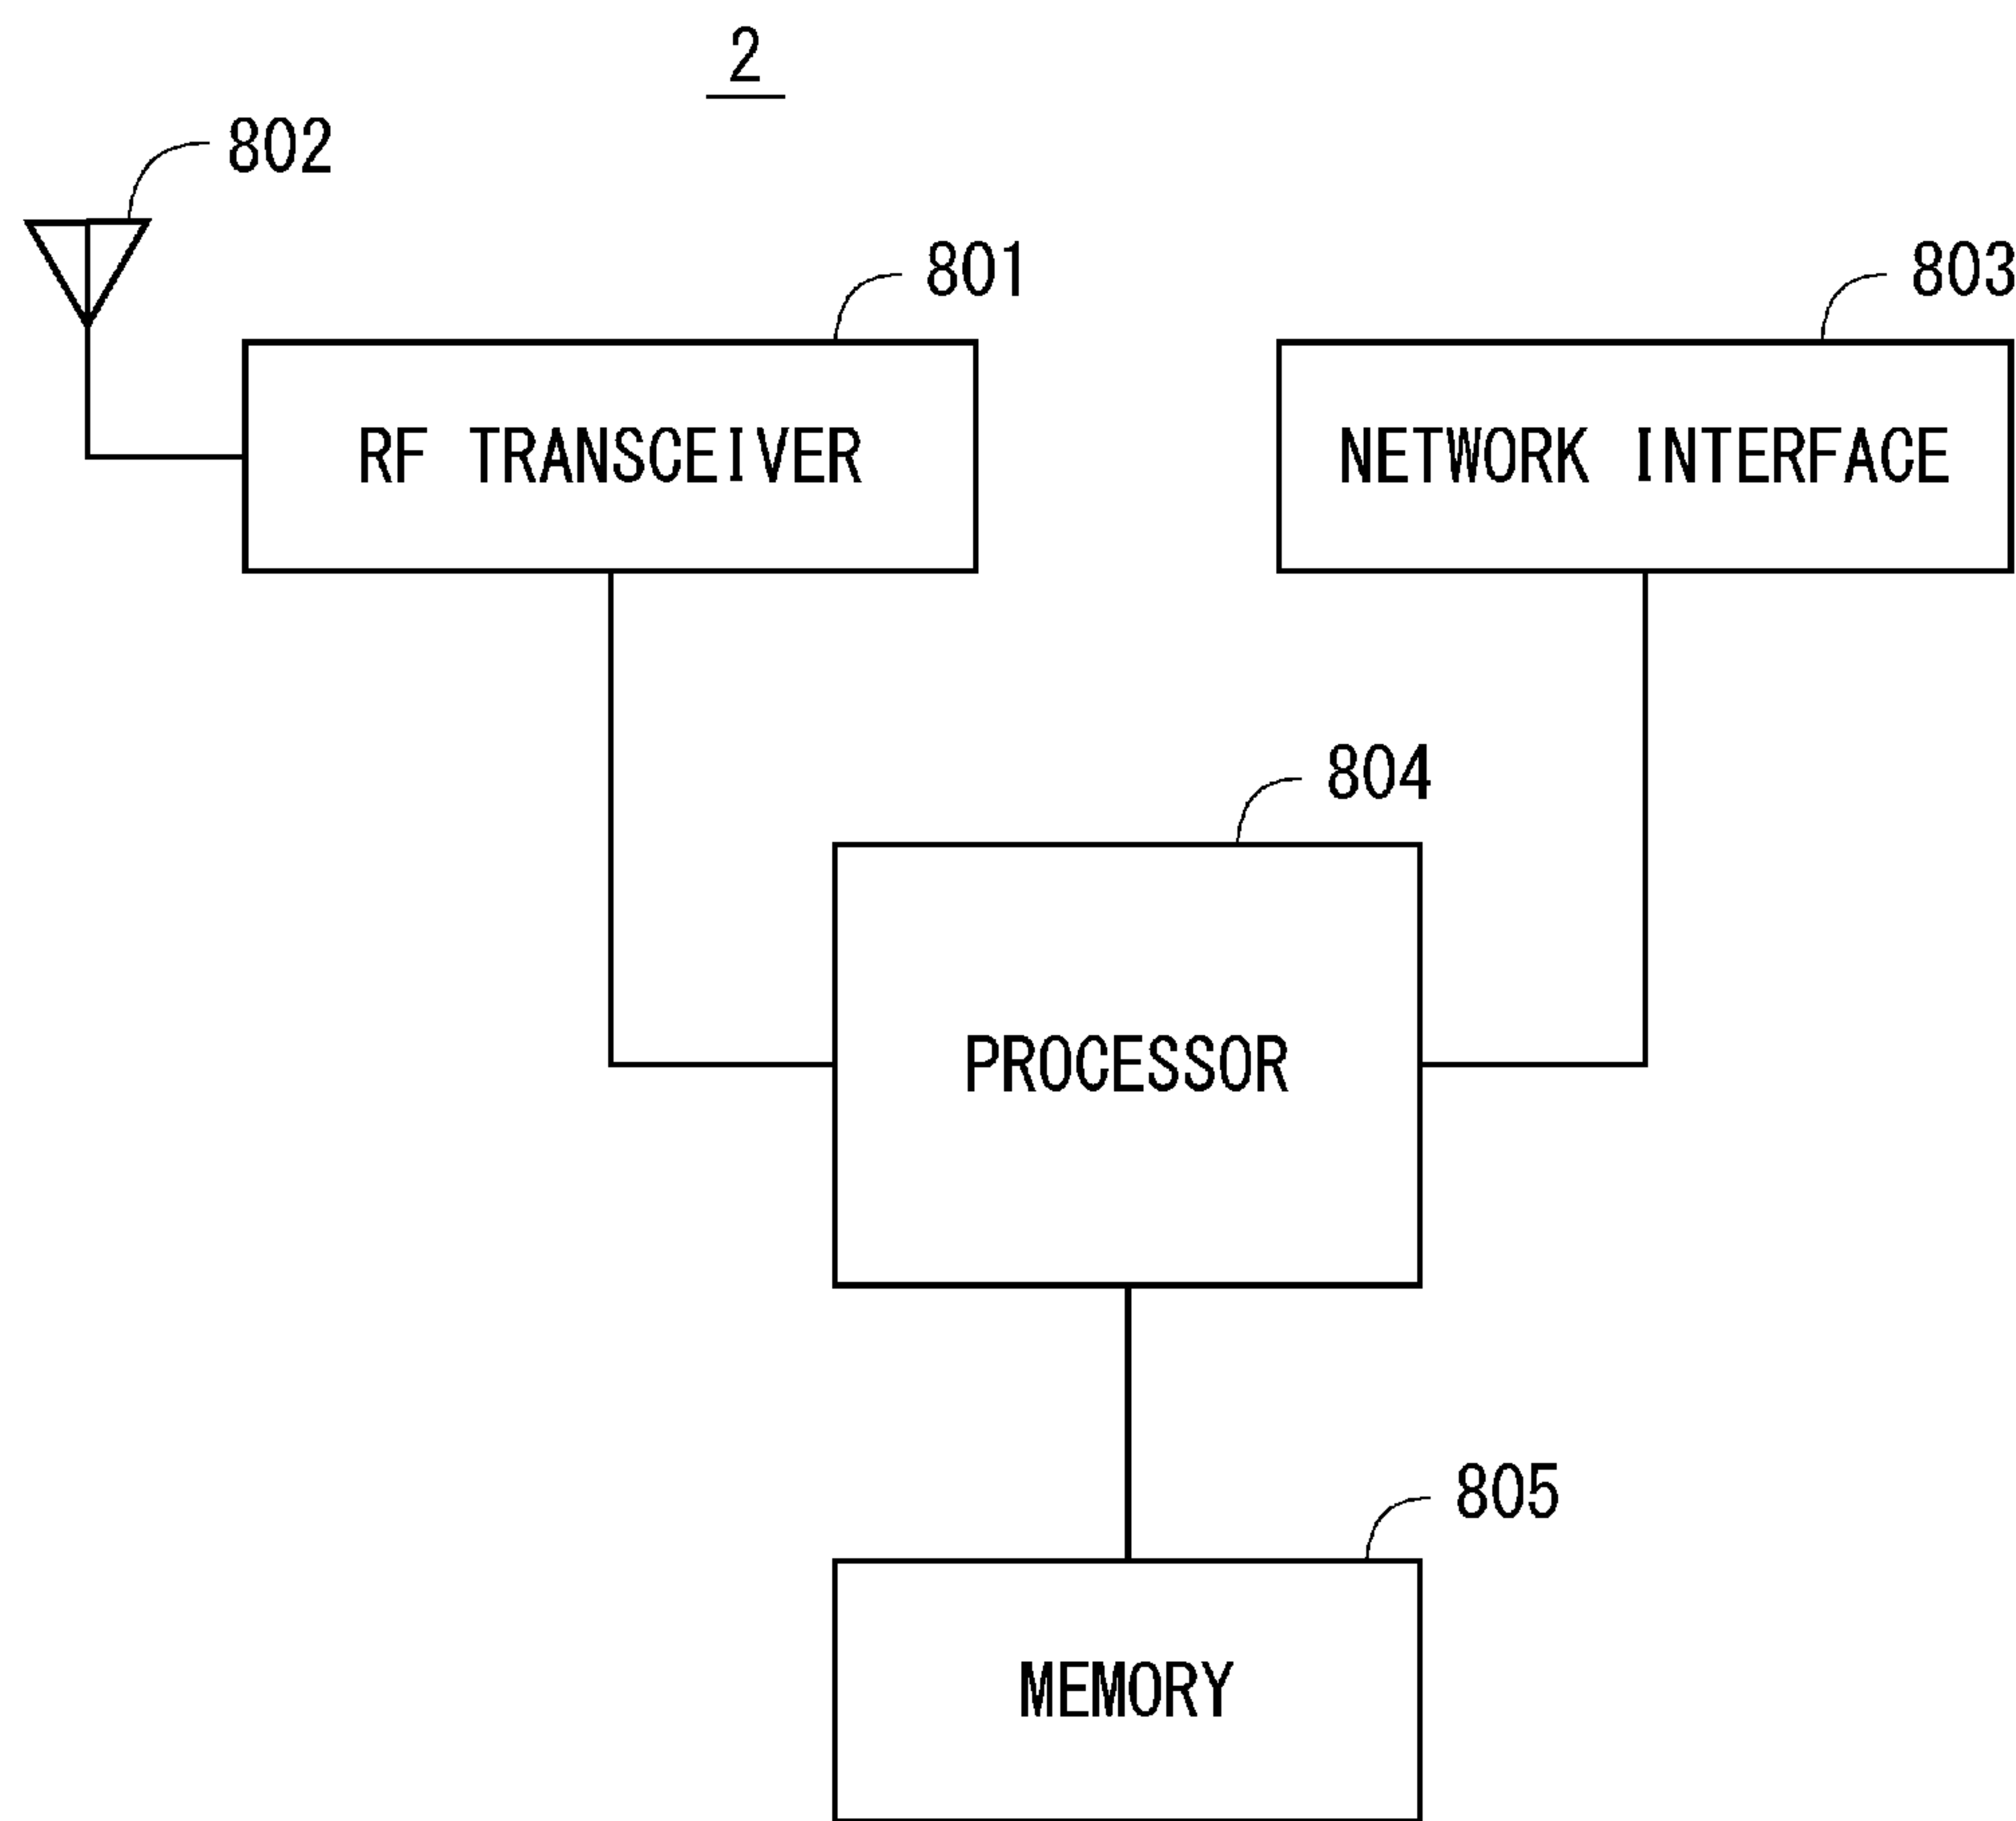 2
802
801
803
RF TRANSCEIVER
NETWORK INTERFACE
804
PROCESSOR
805
MEMORY